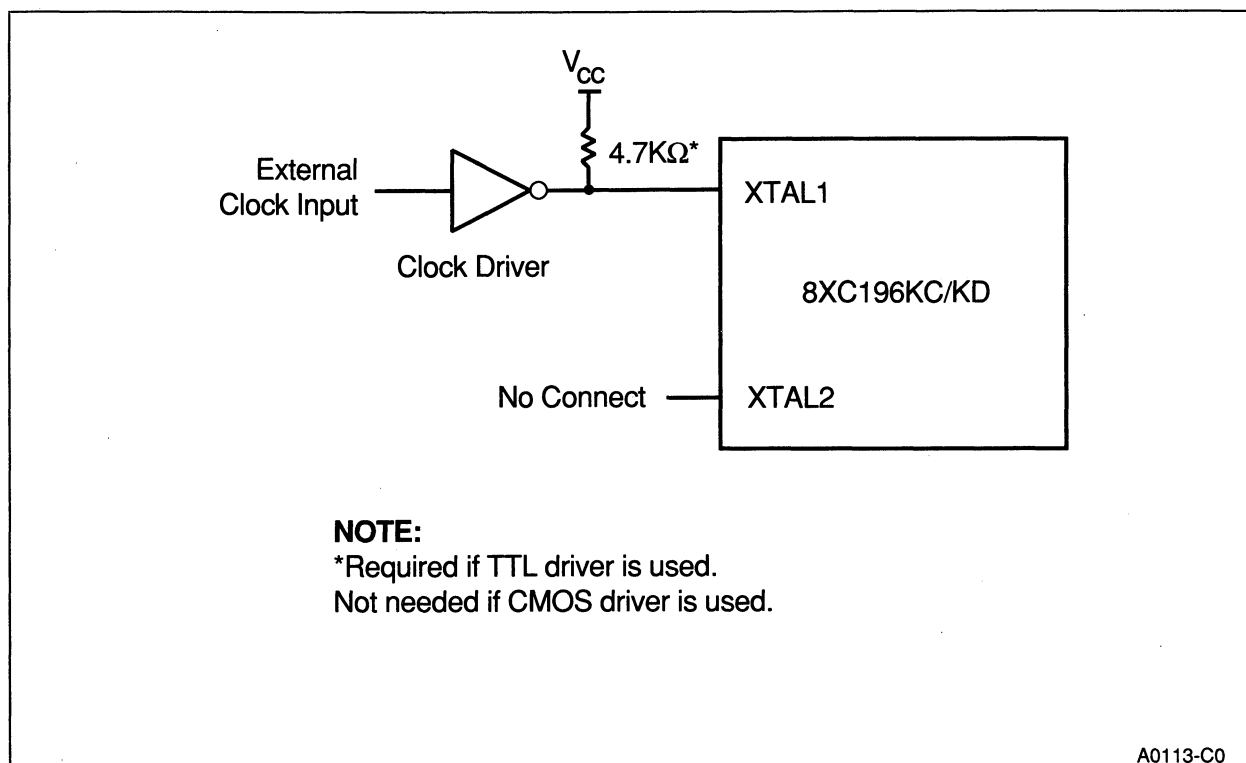 VCC
4.7KΩ*
External
Clock Input
XTAL1
Clock Driver
8XC196KC/KD
No Connect
XTAL2
NOTE:
*Required if TTL driver is used.
Not needed if CMOS driver is used.
A0113-C0